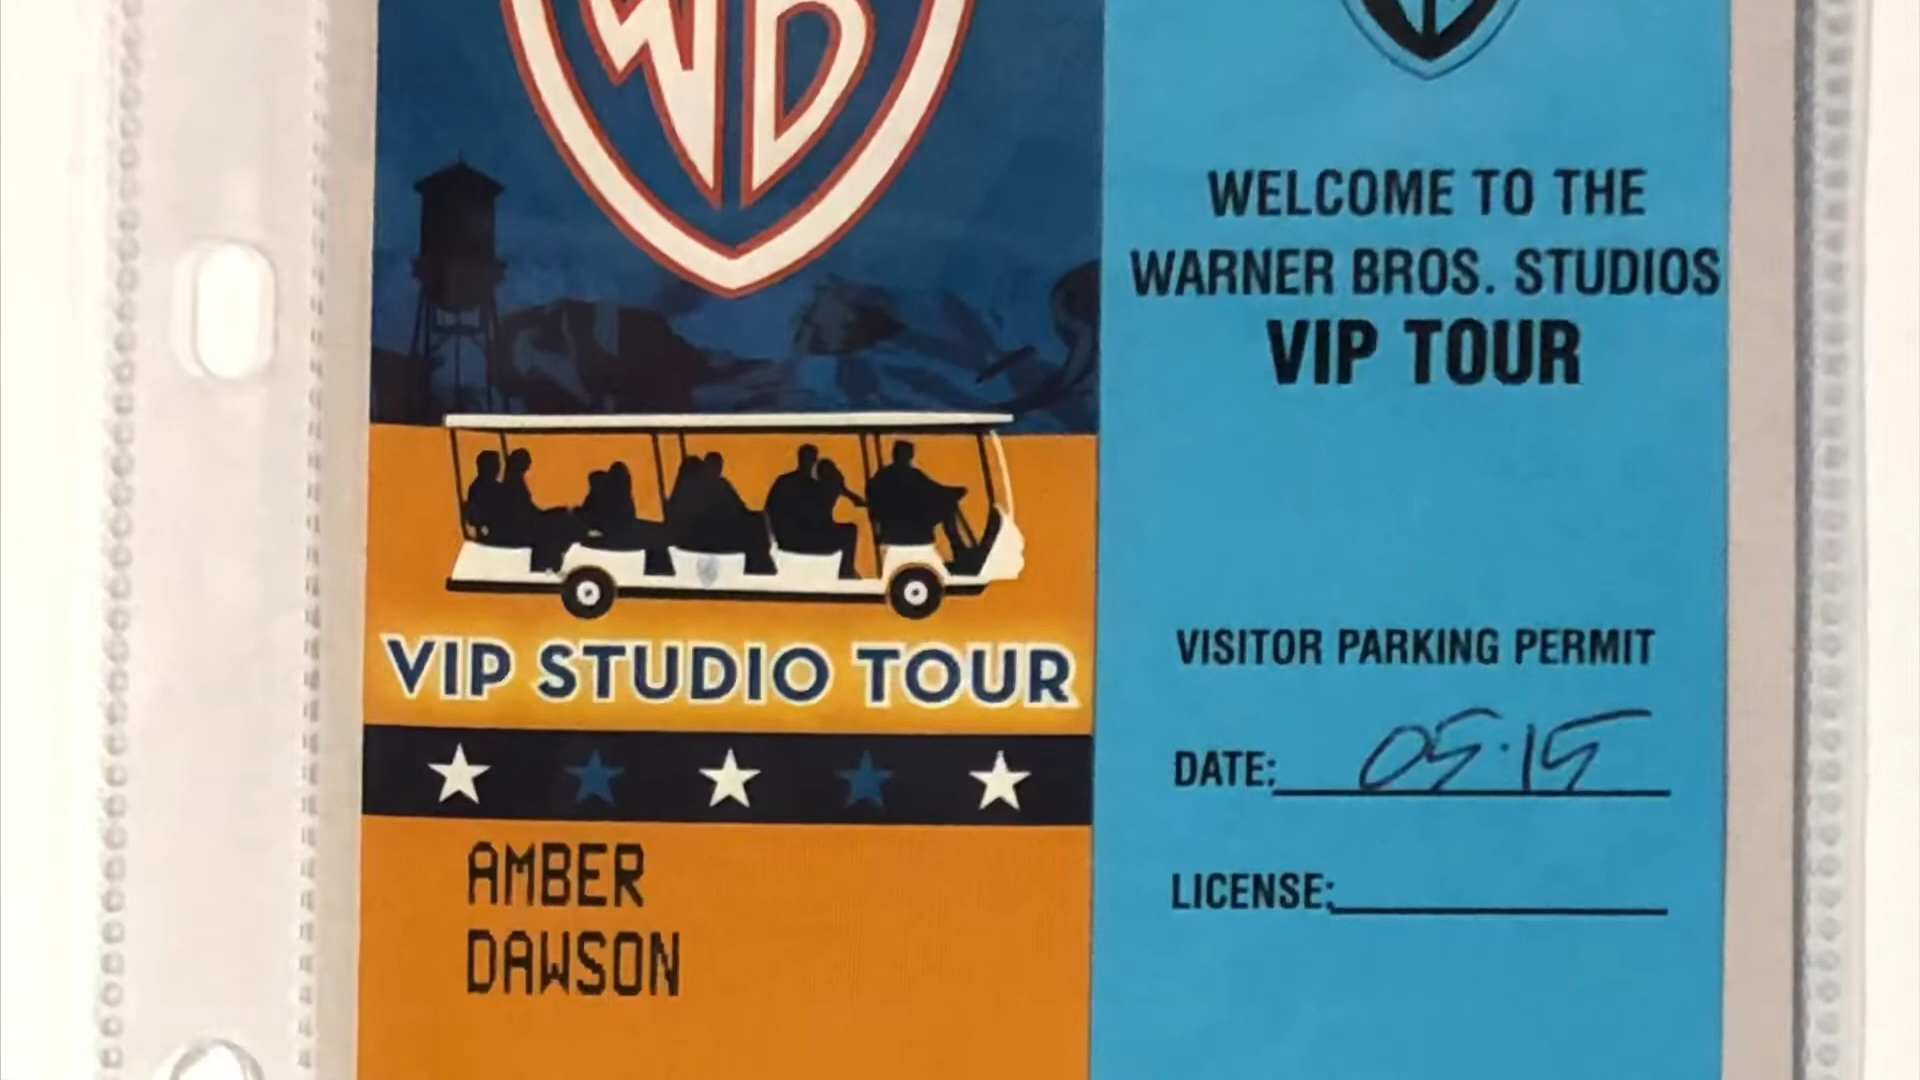 WB
VIP STUDIO TOUR
AMBER
DAWSON
WELCOME TO THE
WARNER BROS. STUDIOS
VIP TOUR
VISITOR PARKING PERMIT
DATE: 05·15
LICENSE: